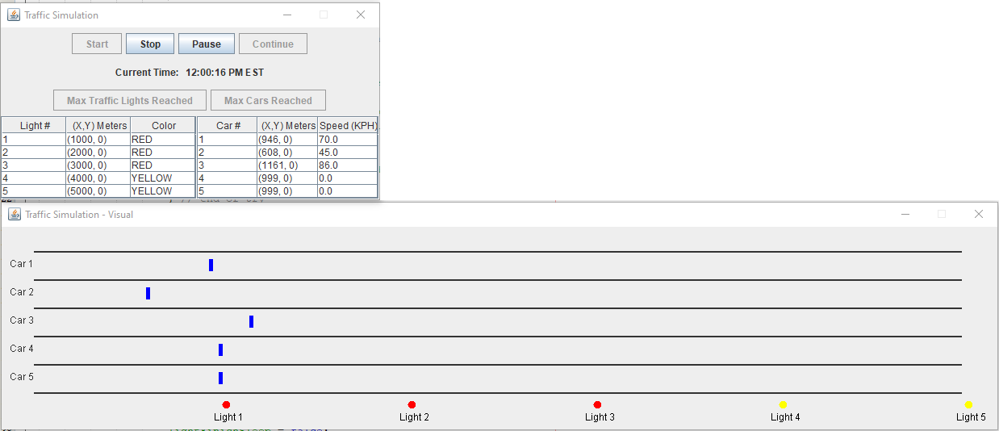 Traffic Simulation
Start Stop Pause Continue
Current Time: 12:00:16 PM EST
Max Traffic Lights Reached Max Cars Reached
Light # (X,Y) Meters Color Car # (X,Y) Meters Speed (KPH)
1 (1000, 0) RED 1 (946, 0) 70.0
2 (2000, 0) RED 2 (608, 0) 45.0
3 (3000, 0) RED 3 (1161, 0) 86.0
4 (4000, 0) YELLOW 4 (999, 0) 0.0
5 (5000, 0) YELLOW 5 (999, 0) 0.0
Traffic Simulation - Visual
Car 1
Car 2
Car 3
Car 4
Car 5
Light 1 Light 2 Light 3 Light 4 Light 5